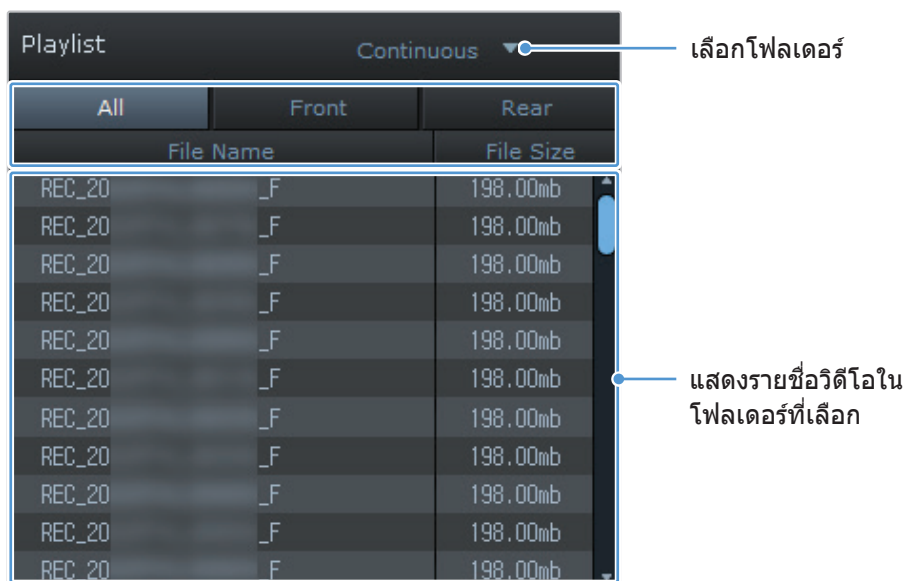 Playlist Continuous เลือกโฟลเดอร์
All Front Rear
File Name File Size
REC_20 _F 198.00mb
REC_20 _F 198.00mb
REC_20 _F 198.00mb
REC_20 _F 198.00mb
REC_20 _F 198.00mb
REC_20 _F 198.00mb
REC_20 _F 198.00mb
REC_20 _F 198.00mb
REC_20 _F 198.00mb
REC_20 _F 198.00mb
REC_20 _F 198.00mb
แสดงรายชื่อวิดีโอใน
โฟลเดอร์ที่เลือก